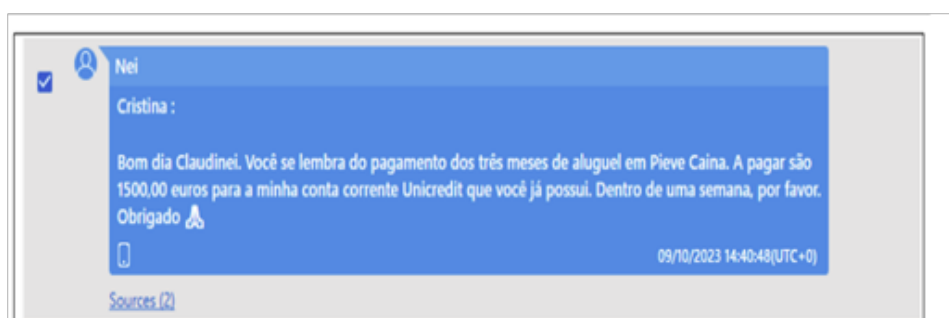 Nei
Cristina :
Bom dia Claudinei. Você se lembra do pagamento dos três meses de aluguel em Pieve Caina. A pagar são
1500,00 euros para a minha conta corrente Unicredit que você já possui. Dentro de uma semana, por favor.
Obrigado 🙏
09/10/2023 14:40:48(UTC+0)
Sources (2)